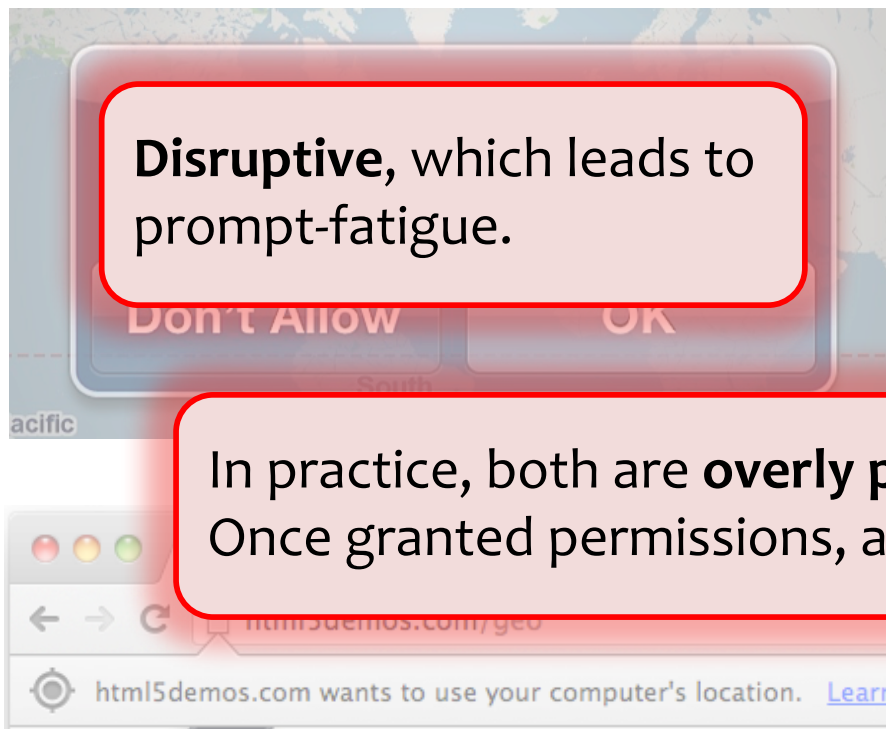 Disruptive, which leads to
prompt-fatigue.
Don't Allow OK
South
acific
In practice, both are overly p
Once granted permissions, a
html5demos.com/geo
html5demos.com wants to use your computer's location. Learn